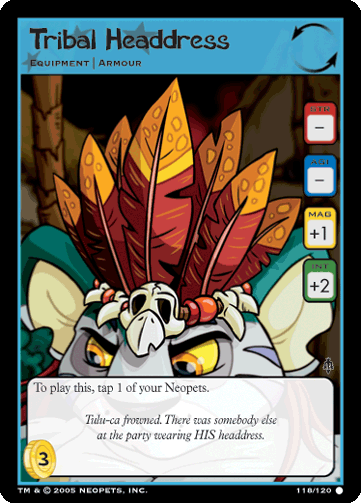 Tribal Headdress
Equipment | Armour
STR
–
AGI
–
MAG
+1
INT
+2
To play this, tap 1 of your Neopets.
Tulu-ca frowned. There was somebody else
at the party wearing HIS headdress.
3
TM & © 2005 NEOPETS, INC.
118/120